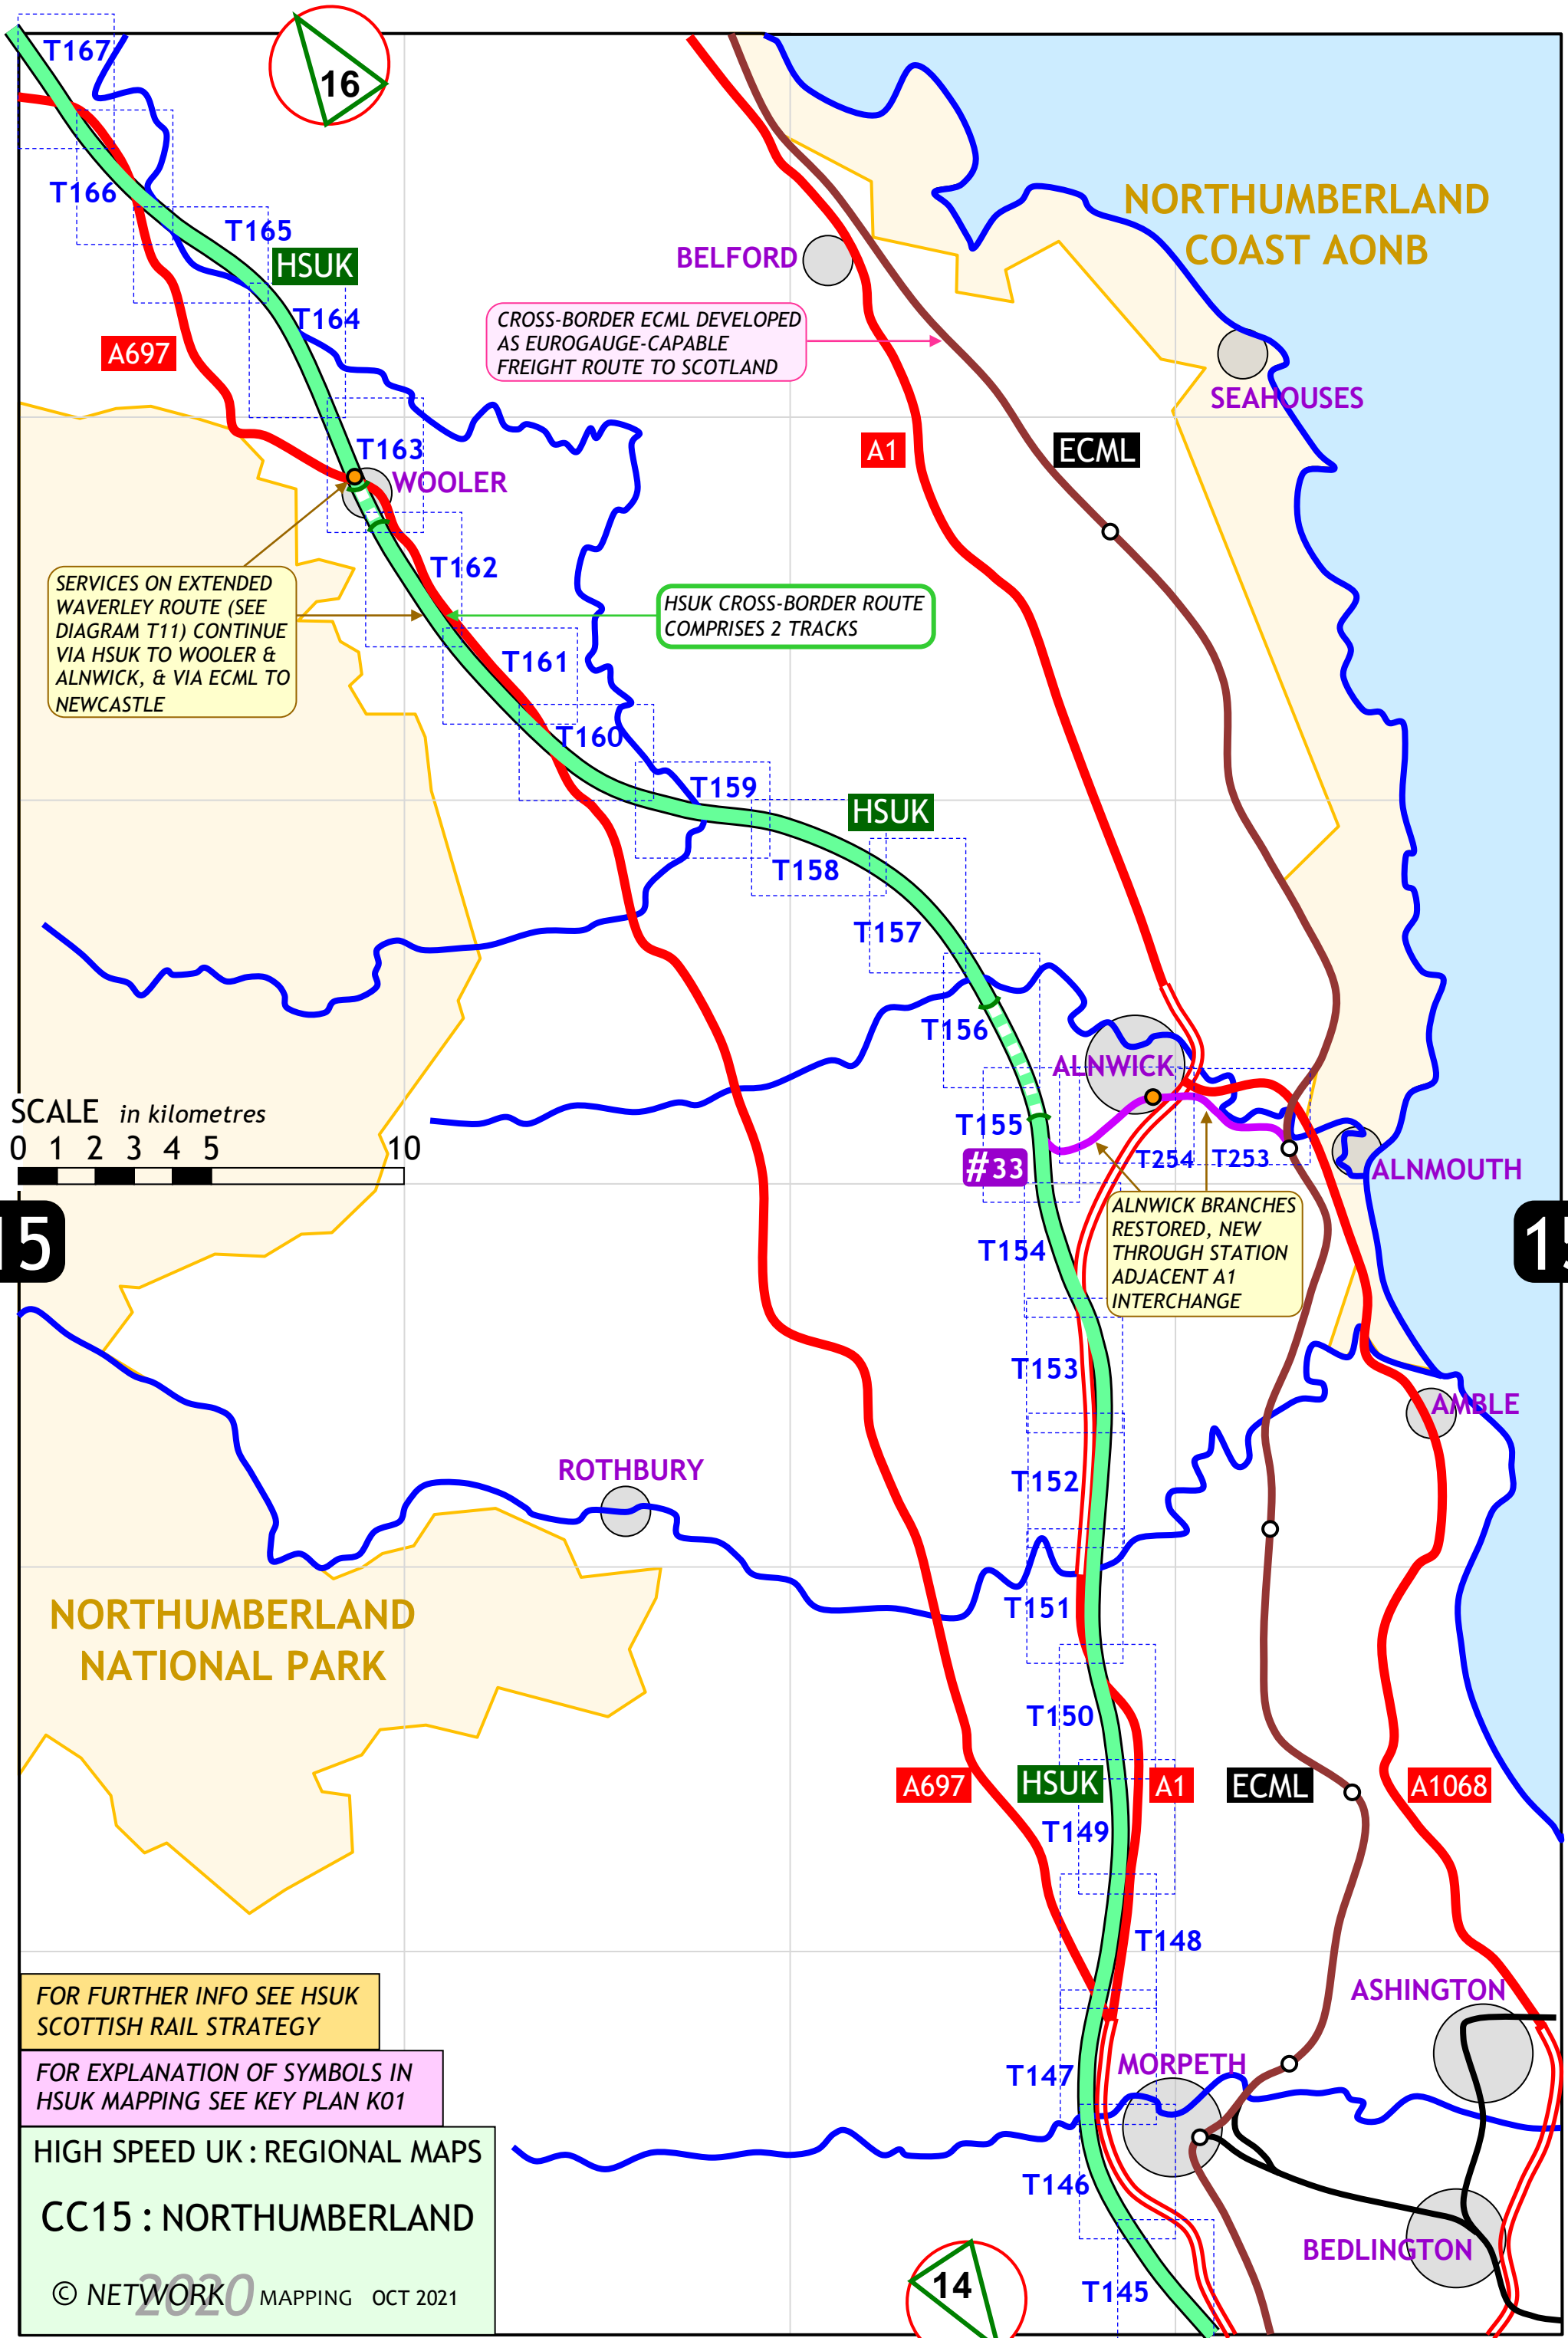 T167
16
T166
T165
HSUK
NORTHUMBERLAND
COAST AONB
BELFORD
T164
CROSS-BORDER ECML DEVELOPED
AS EUROGAUGE-CAPABLE
FREIGHT ROUTE TO SCOTLAND
A697
SEAHOUSES
A1
ECML
T163
WOOLER
T162
SERVICES ON EXTENDED
WAVERLEY ROUTE (SEE
DIAGRAM T11) CONTINUE
VIA HSUK TO WOOLER &
ALNWICK, & VIA ECML TO
NEWCASTLE
HSUK CROSS-BORDER ROUTE
COMPRISES 2 TRACKS
T161
T160
T159
HSUK
T158
T157
T156
ALNWICK
SCALE in kilometres
0 1 2 3 4 5 10
T155
#33
T254
T253
ALNMOUTH
ALNWICK BRANCHES
RESTORED, NEW
THROUGH STATION
ADJACENT A1
INTERCHANGE
15
15
T154
T153
AMBLE
ROTHBURY
T152
NORTHUMBERLAND
NATIONAL PARK
T151
T150
A697
HSUK
A1
ECML
A1068
T149
T148
FOR FURTHER INFO SEE HSUK
SCOTTISH RAIL STRATEGY
ASHINGTON
FOR EXPLANATION OF SYMBOLS IN
HSUK MAPPING SEE KEY PLAN K01
T147
MORPETH
HIGH SPEED UK : REGIONAL MAPS
CC15 : NORTHUMBERLAND
T146
BEDLINGTON
14
T145
© NETWORK 2020 MAPPING OCT 2021